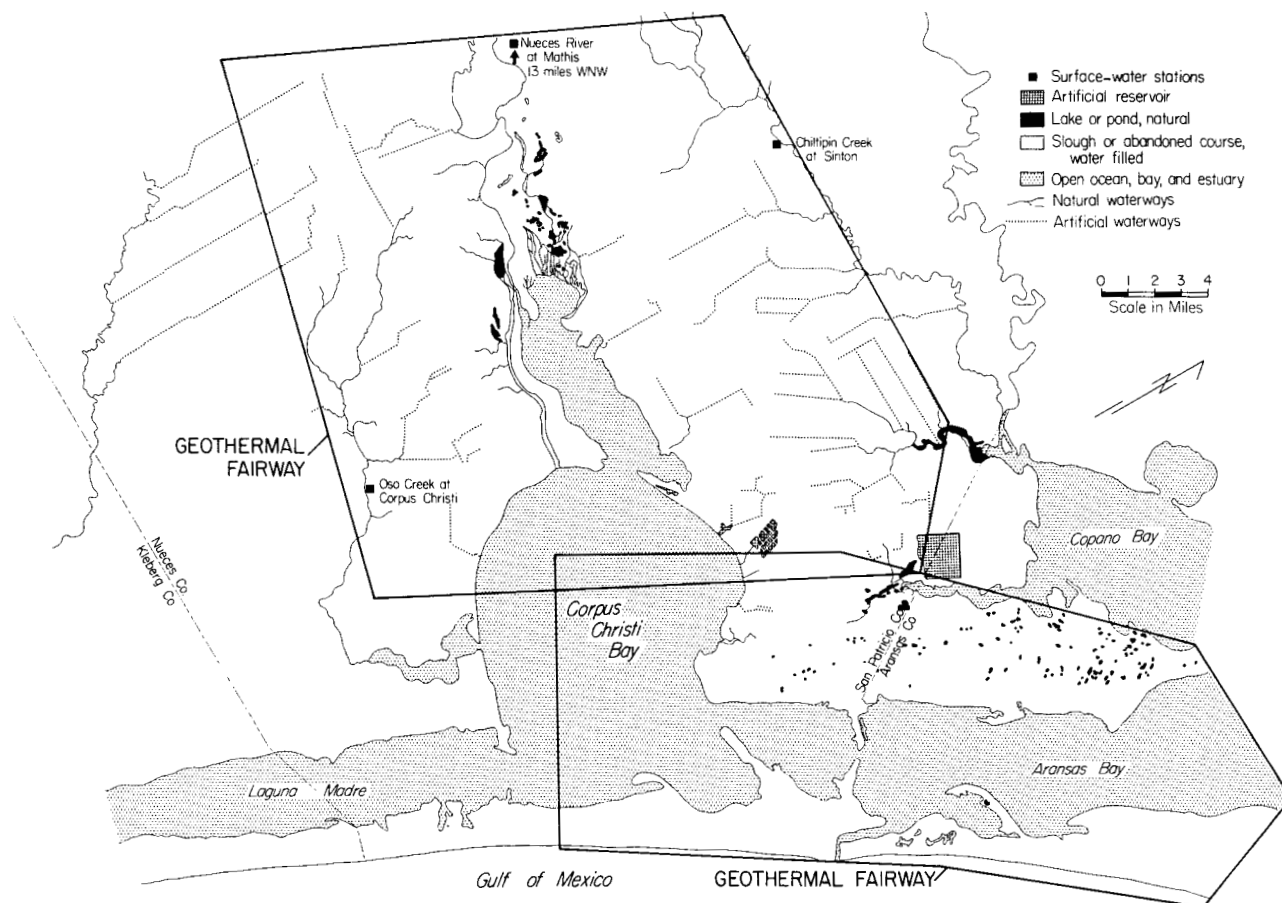 Nueces River
at Mathis
13 miles WNW
Surface-water stations
Artificial reservoir
Lake or pond, natural
Slough or abandoned course,
water filled
Open ocean, bay, and estuary
Natural waterways
Artificial waterways
Chiltipin Creek
at Sinton
0 1 2 3 4
Scale in Miles
N
GEOTHERMAL
FAIRWAY
Oso Creek at
Corpus Christi
Nueces Co
Kleberg Co
Copano Bay
Corpus
Christi
Bay
San Patricio Co
Aransas Co
Laguna Madre
Aransas Bay
Gulf of Mexico
GEOTHERMAL FAIRWAY